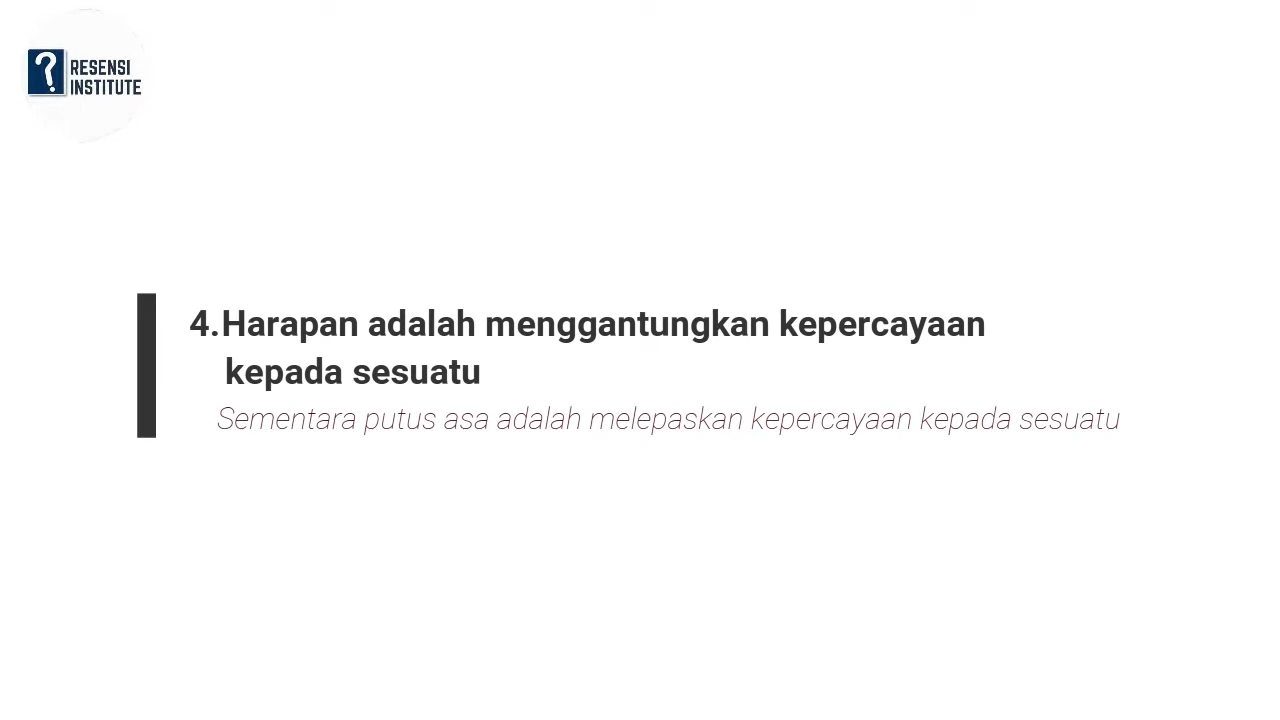 ?
RESENSI
INSTITUTE
4.Harapan adalah menggantungkan kepercayaan
kepada sesuatu
Sementara putus asa adalah melepaskan kepercayaan kepada sesuatu